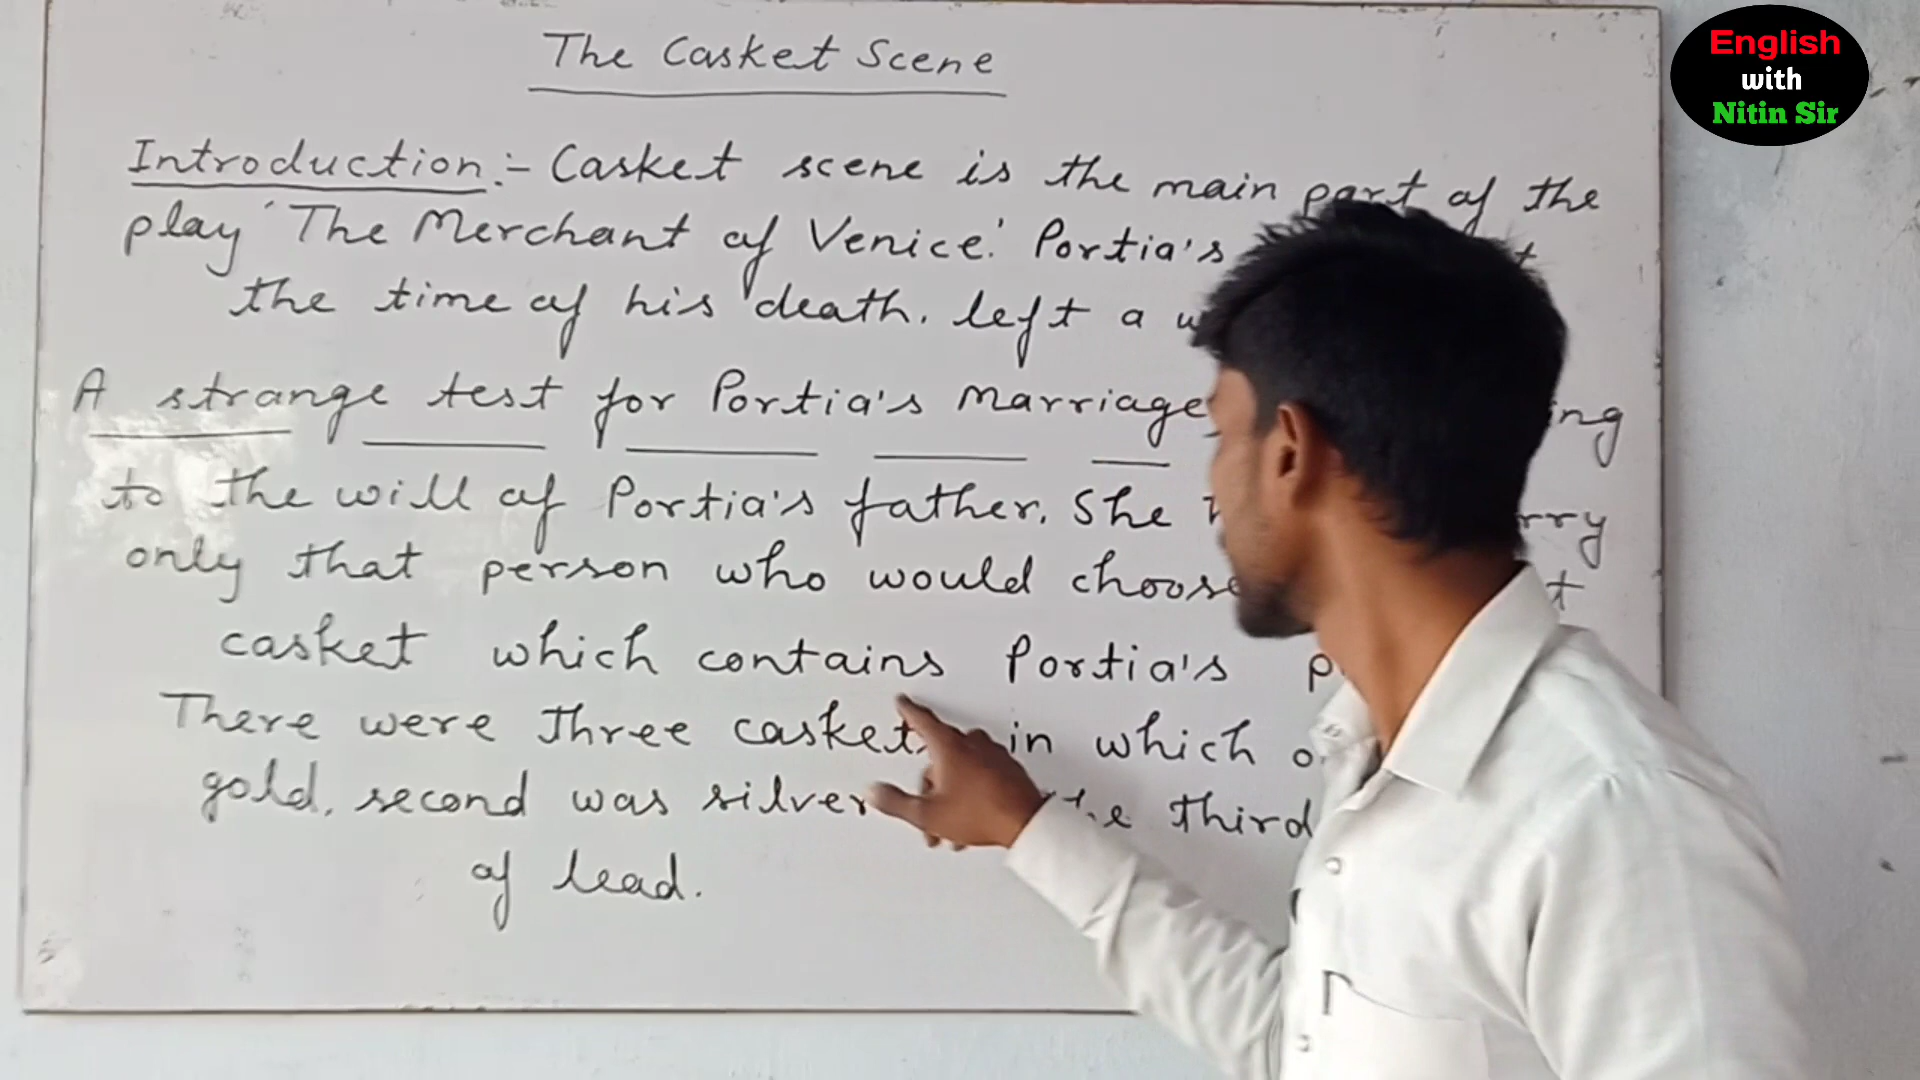 The Casket Scene
Introduction:- Casket scene is the main part of the
play 'The Merchant of Venice.' Portia's
the time of his death. left a
A strange test for Portia's Marriage
to the will of Portia's father. She
only that person who would choose
casket which contains Portia's
There were three caskets in which
gold, second was silver the third
of lead.
English
with
Nitin Sir